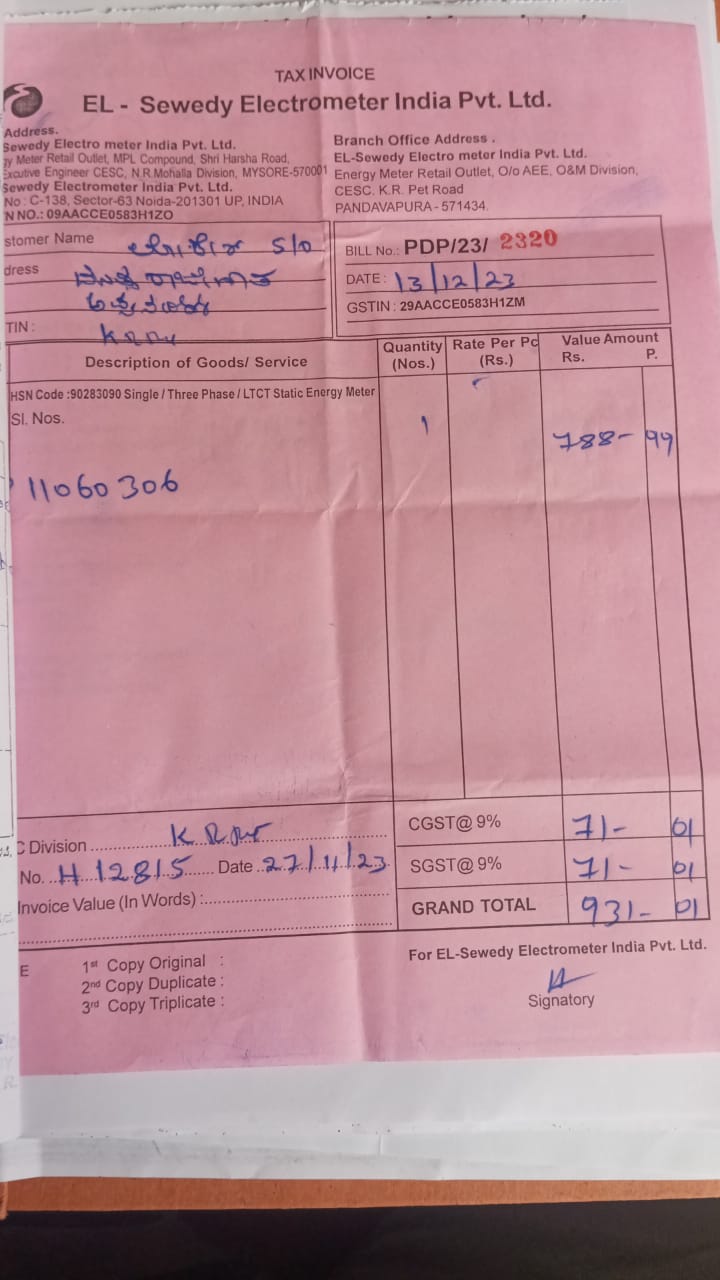 TAX INVOICE
EL - Sewedy Electrometer India Pvt. Ltd.
Address.
Sewedy Electro meter India Pvt. Ltd.
gy Meter Retail Outlet, MPL Compound, Shri Harsha Road,
Excutive Engineer CESC, N.R.Mohalla Division, MYSORE-570001
Sewedy Electrometer India Pvt. Ltd.
No : C-138, Sector-63 Noida-201301 UP, INDIA
N NO.: 09AACCE0583H1ZO
Branch Office Address .
EL-Sewedy Electro meter India Pvt. Ltd.
Energy Meter Retail Outlet, O/o AEE, O&M Division,
CESC. K.R. Pet Road
PANDAVAPURA - 571434.
stomer Name S/o
dress
TIN :
BILL No.: PDP/23/ 2320
DATE : 13/12/23
GSTIN : 29AACCE0583H1ZM
Description of Goods/ Service
Quantity (Nos.)
Rate Per Pc (Rs.)
Value Amount Rs. P.
HSN Code :90283090 Single / Three Phase / LTCT Static Energy Meter
Sl. Nos.
1 788- 99
11060306
C Division
No. H 12815 Date 27/11/23
Invoice Value (In Words) :
CGST@ 9% 71- 01
SGST@ 9% 71- 01
GRAND TOTAL 931- 01
For EL-Sewedy Electrometer India Pvt. Ltd.
Signatory
E
1st Copy Original :
2nd Copy Duplicate :
3rd Copy Triplicate :